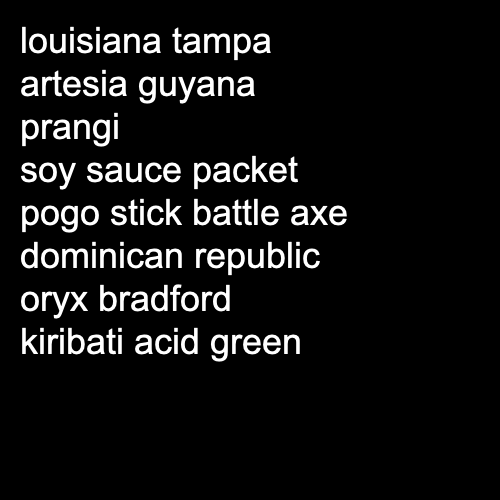 louisiana tampa
artesia guyana
prangi
soy sauce packet
pogo stick battle axe
dominican republic
oryx bradford
kiribati acid green